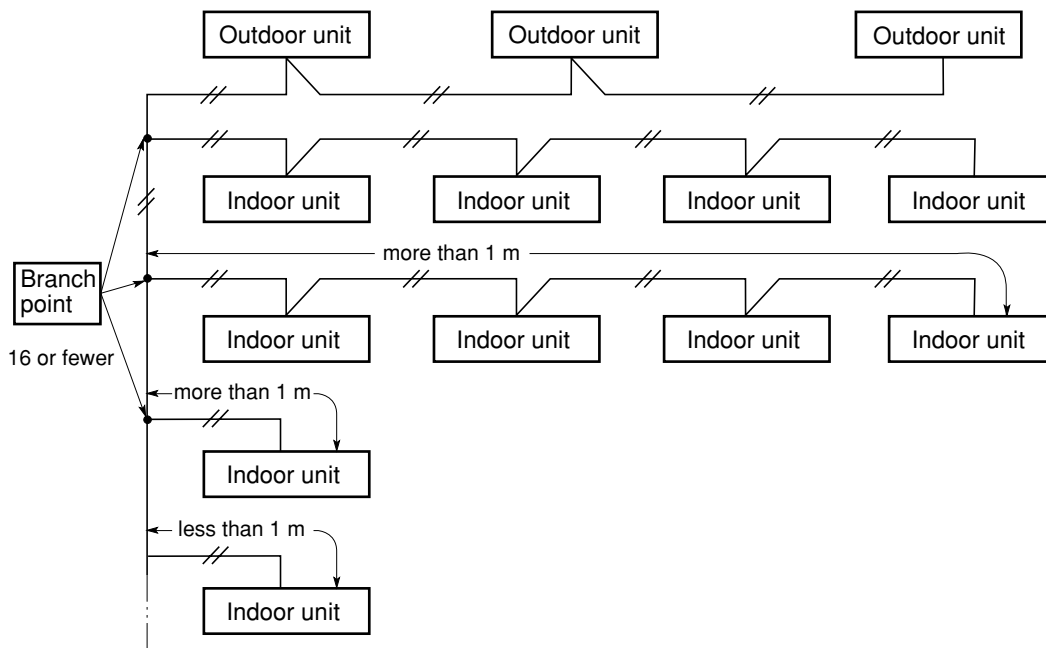 Outdoor unit Outdoor unit Outdoor unit
Indoor unit Indoor unit Indoor unit Indoor unit
more than 1 m
Branch
point
Indoor unit Indoor unit Indoor unit Indoor unit
16 or fewer
more than 1 m
Indoor unit
less than 1 m
Indoor unit